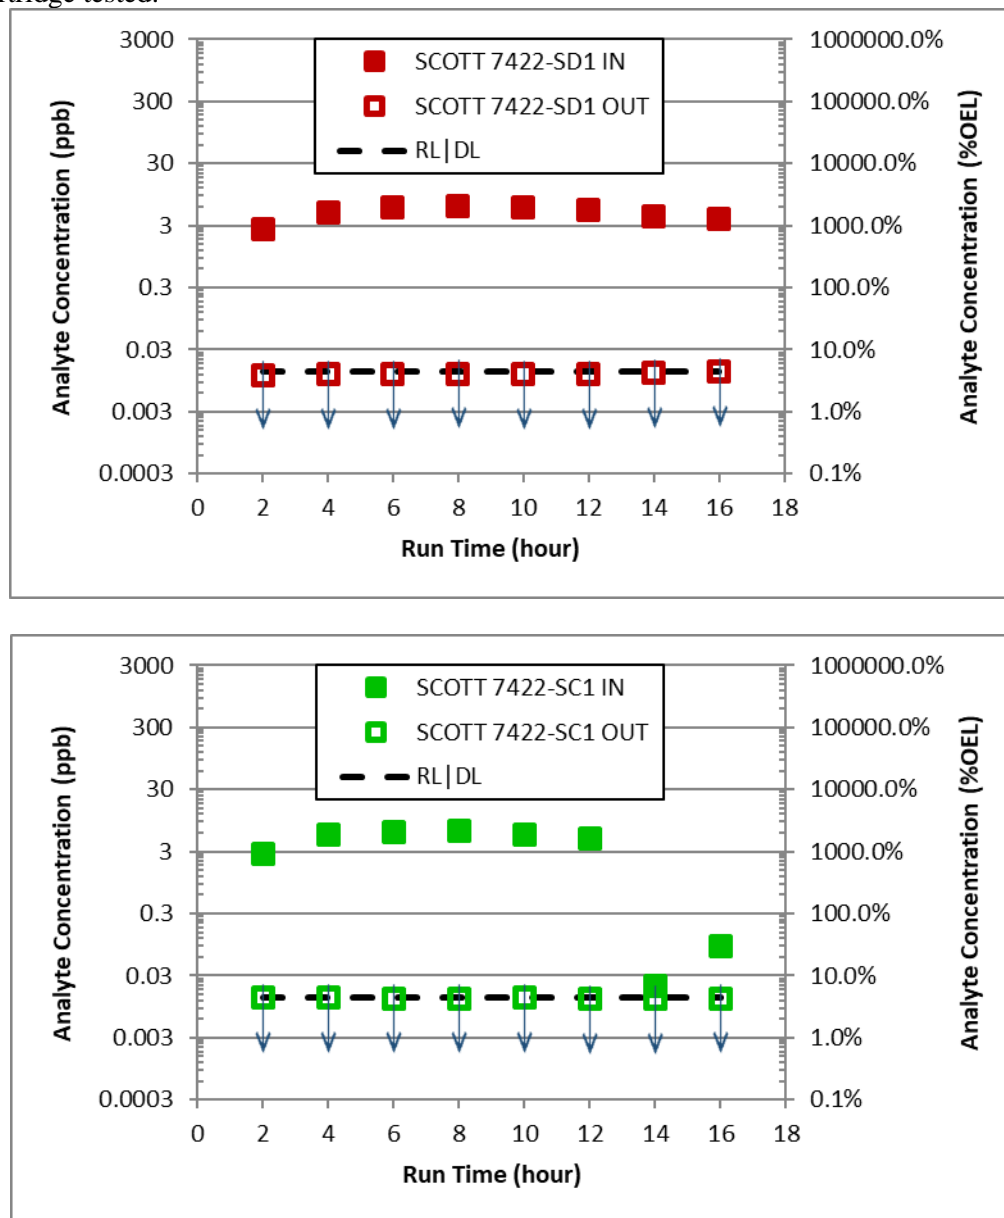 rtridge tested.
3000
300
30
3
0.3
0.03
0.003
0.0003
Analyte Concentration (ppb)
SCOTT 7422-SD1 IN
SCOTT 7422-SD1 OUT
RL|DL
1000000.0%
100000.0%
10000.0%
1000.0%
100.0%
10.0%
1.0%
0.1%
Analyte Concentration (%OEL)
0 2 4 6 8 10 12 14 16 18
Run Time (hour)
3000
300
30
3
0.3
0.03
0.003
0.0003
Analyte Concentration (ppb)
SCOTT 7422-SC1 IN
SCOTT 7422-SC1 OUT
RL|DL
1000000.0%
100000.0%
10000.0%
1000.0%
100.0%
10.0%
1.0%
0.1%
Analyte Concentration (%OEL)
0 2 4 6 8 10 12 14 16 18
Run Time (hour)